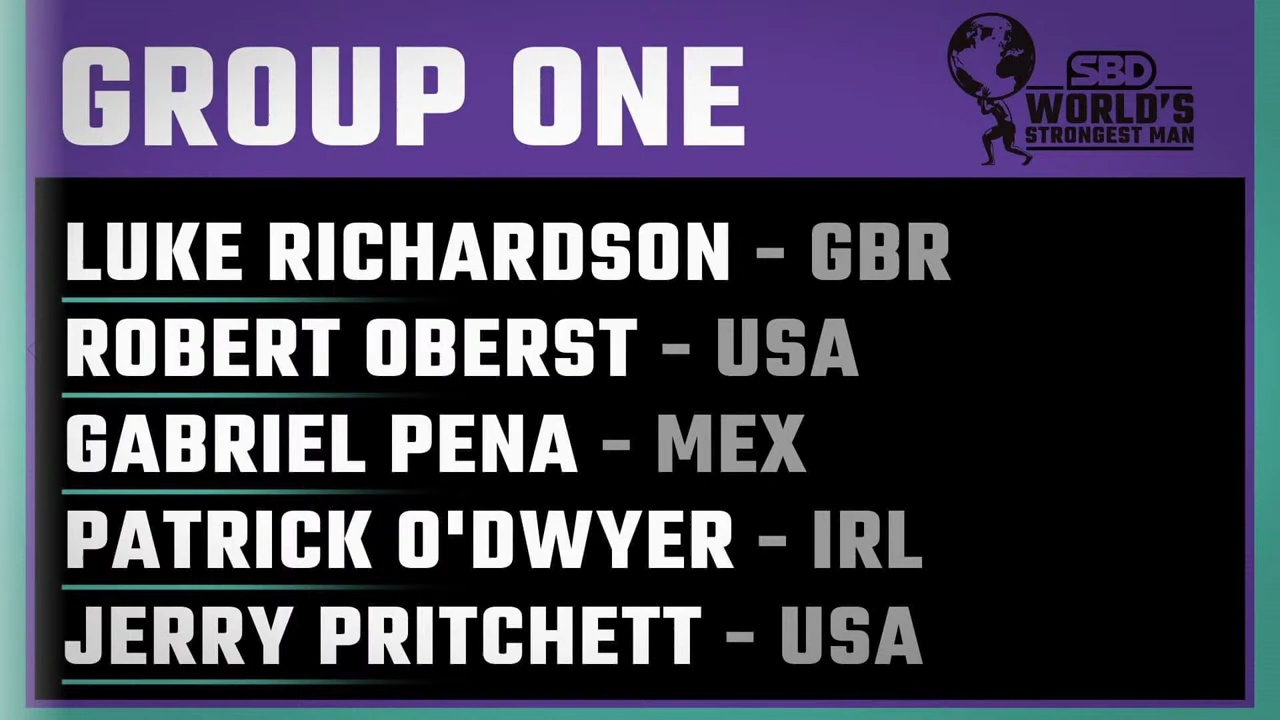 GROUP ONE
SBD
WORLD'S
STRONGEST MAN
LUKE RICHARDSON - GBR
ROBERT OBERST - USA
GABRIEL PENA - MEX
PATRICK O'DWYER - IRL
JERRY PRITCHETT - USA